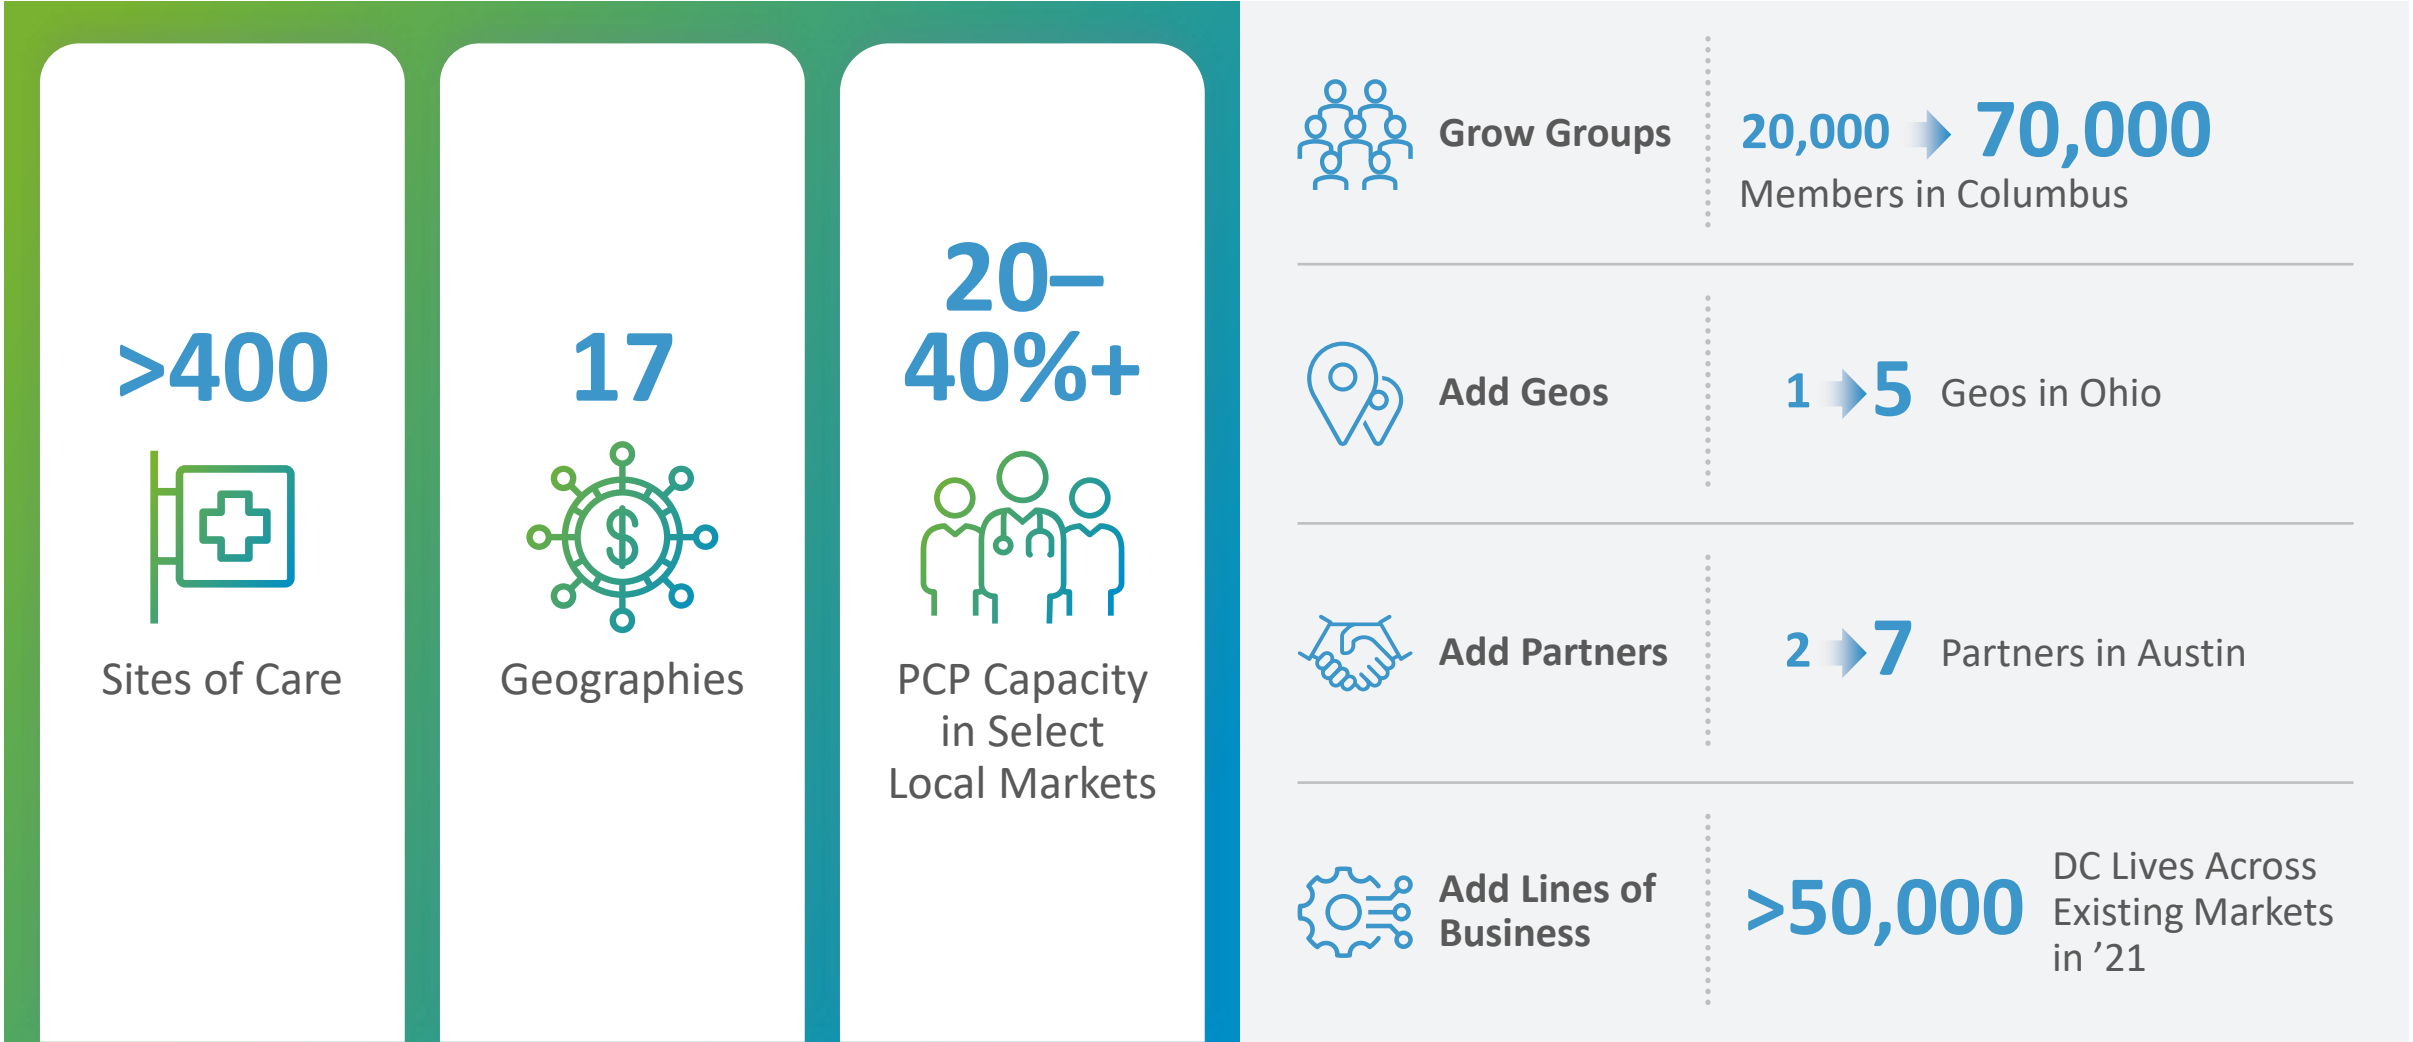 >400
Sites of Care
17
$
Geographies
20–
40%+
PCP Capacity
in Select
Local Markets
Grow Groups
20,000 70,000
Members in Columbus
Add Geos
1 5 Geos in Ohio
Add Partners
2 7 Partners in Austin
Add Lines of
Business
>50,000
DC Lives Across
Existing Markets
in ’21